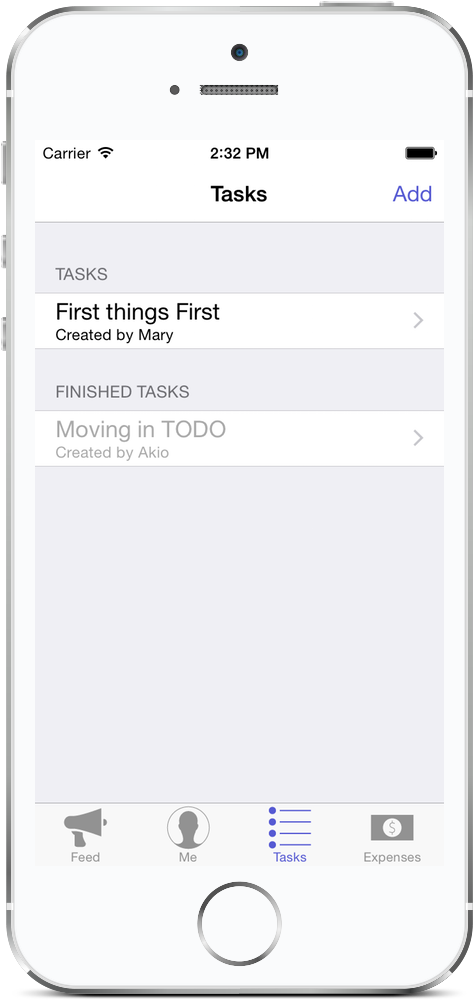 Carrier 2:32 PM
Tasks Add
TASKS
First things First
Created by Mary
FINISHED TASKS
Moving in TODO
Created by Akio
$
Feed Me Tasks Expenses